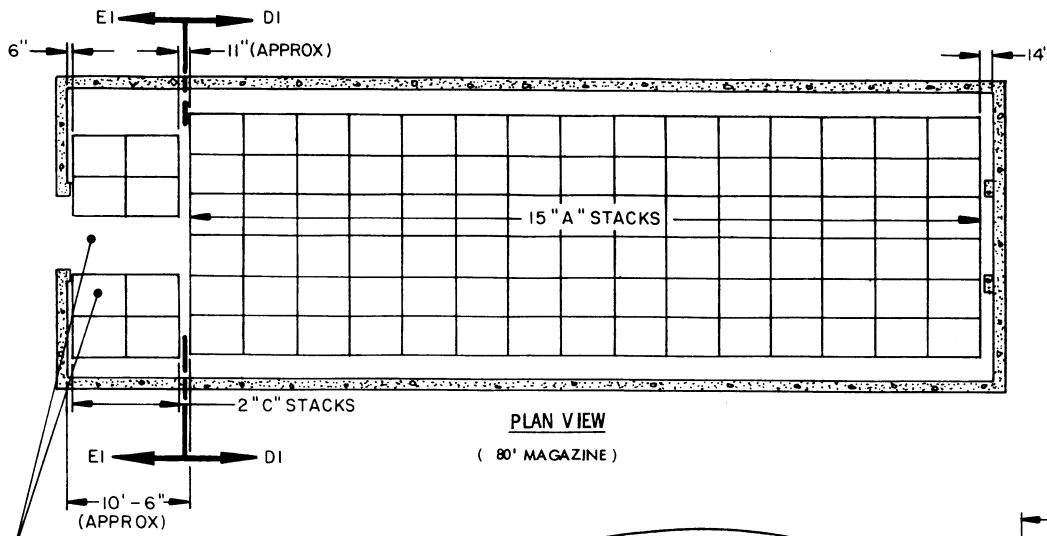 E1 D1
6" 11"(APPROX) 14'
15 "A" STACKS
2 "C" STACKS
PLAN VIEW
( 80' MAGAZINE )
E1 D1
10'-6"
(APPROX)